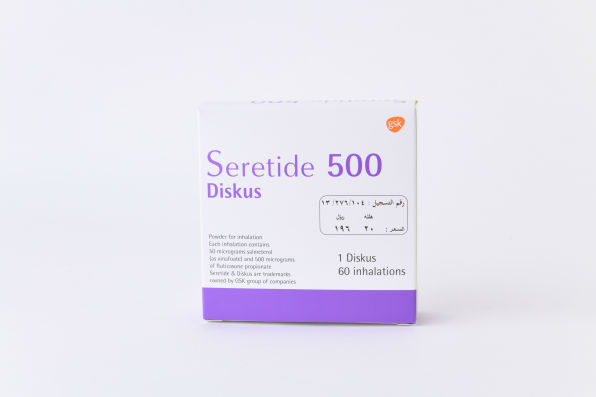 gsk
Seretide 500
Diskus
رقم التسجيل : ١٣/٢٧٦/١٠٤
هللة ريال
السعر : ٢٠ ١٩٦
Powder for inhalation
Each inhalation contains
50 micrograms salmeterol
(as xinafoate) and 500 micrograms
of fluticasone propionate
Seretide & Diskus are trademarks
owned by GSK group of companies
1 Diskus
60 inhalations